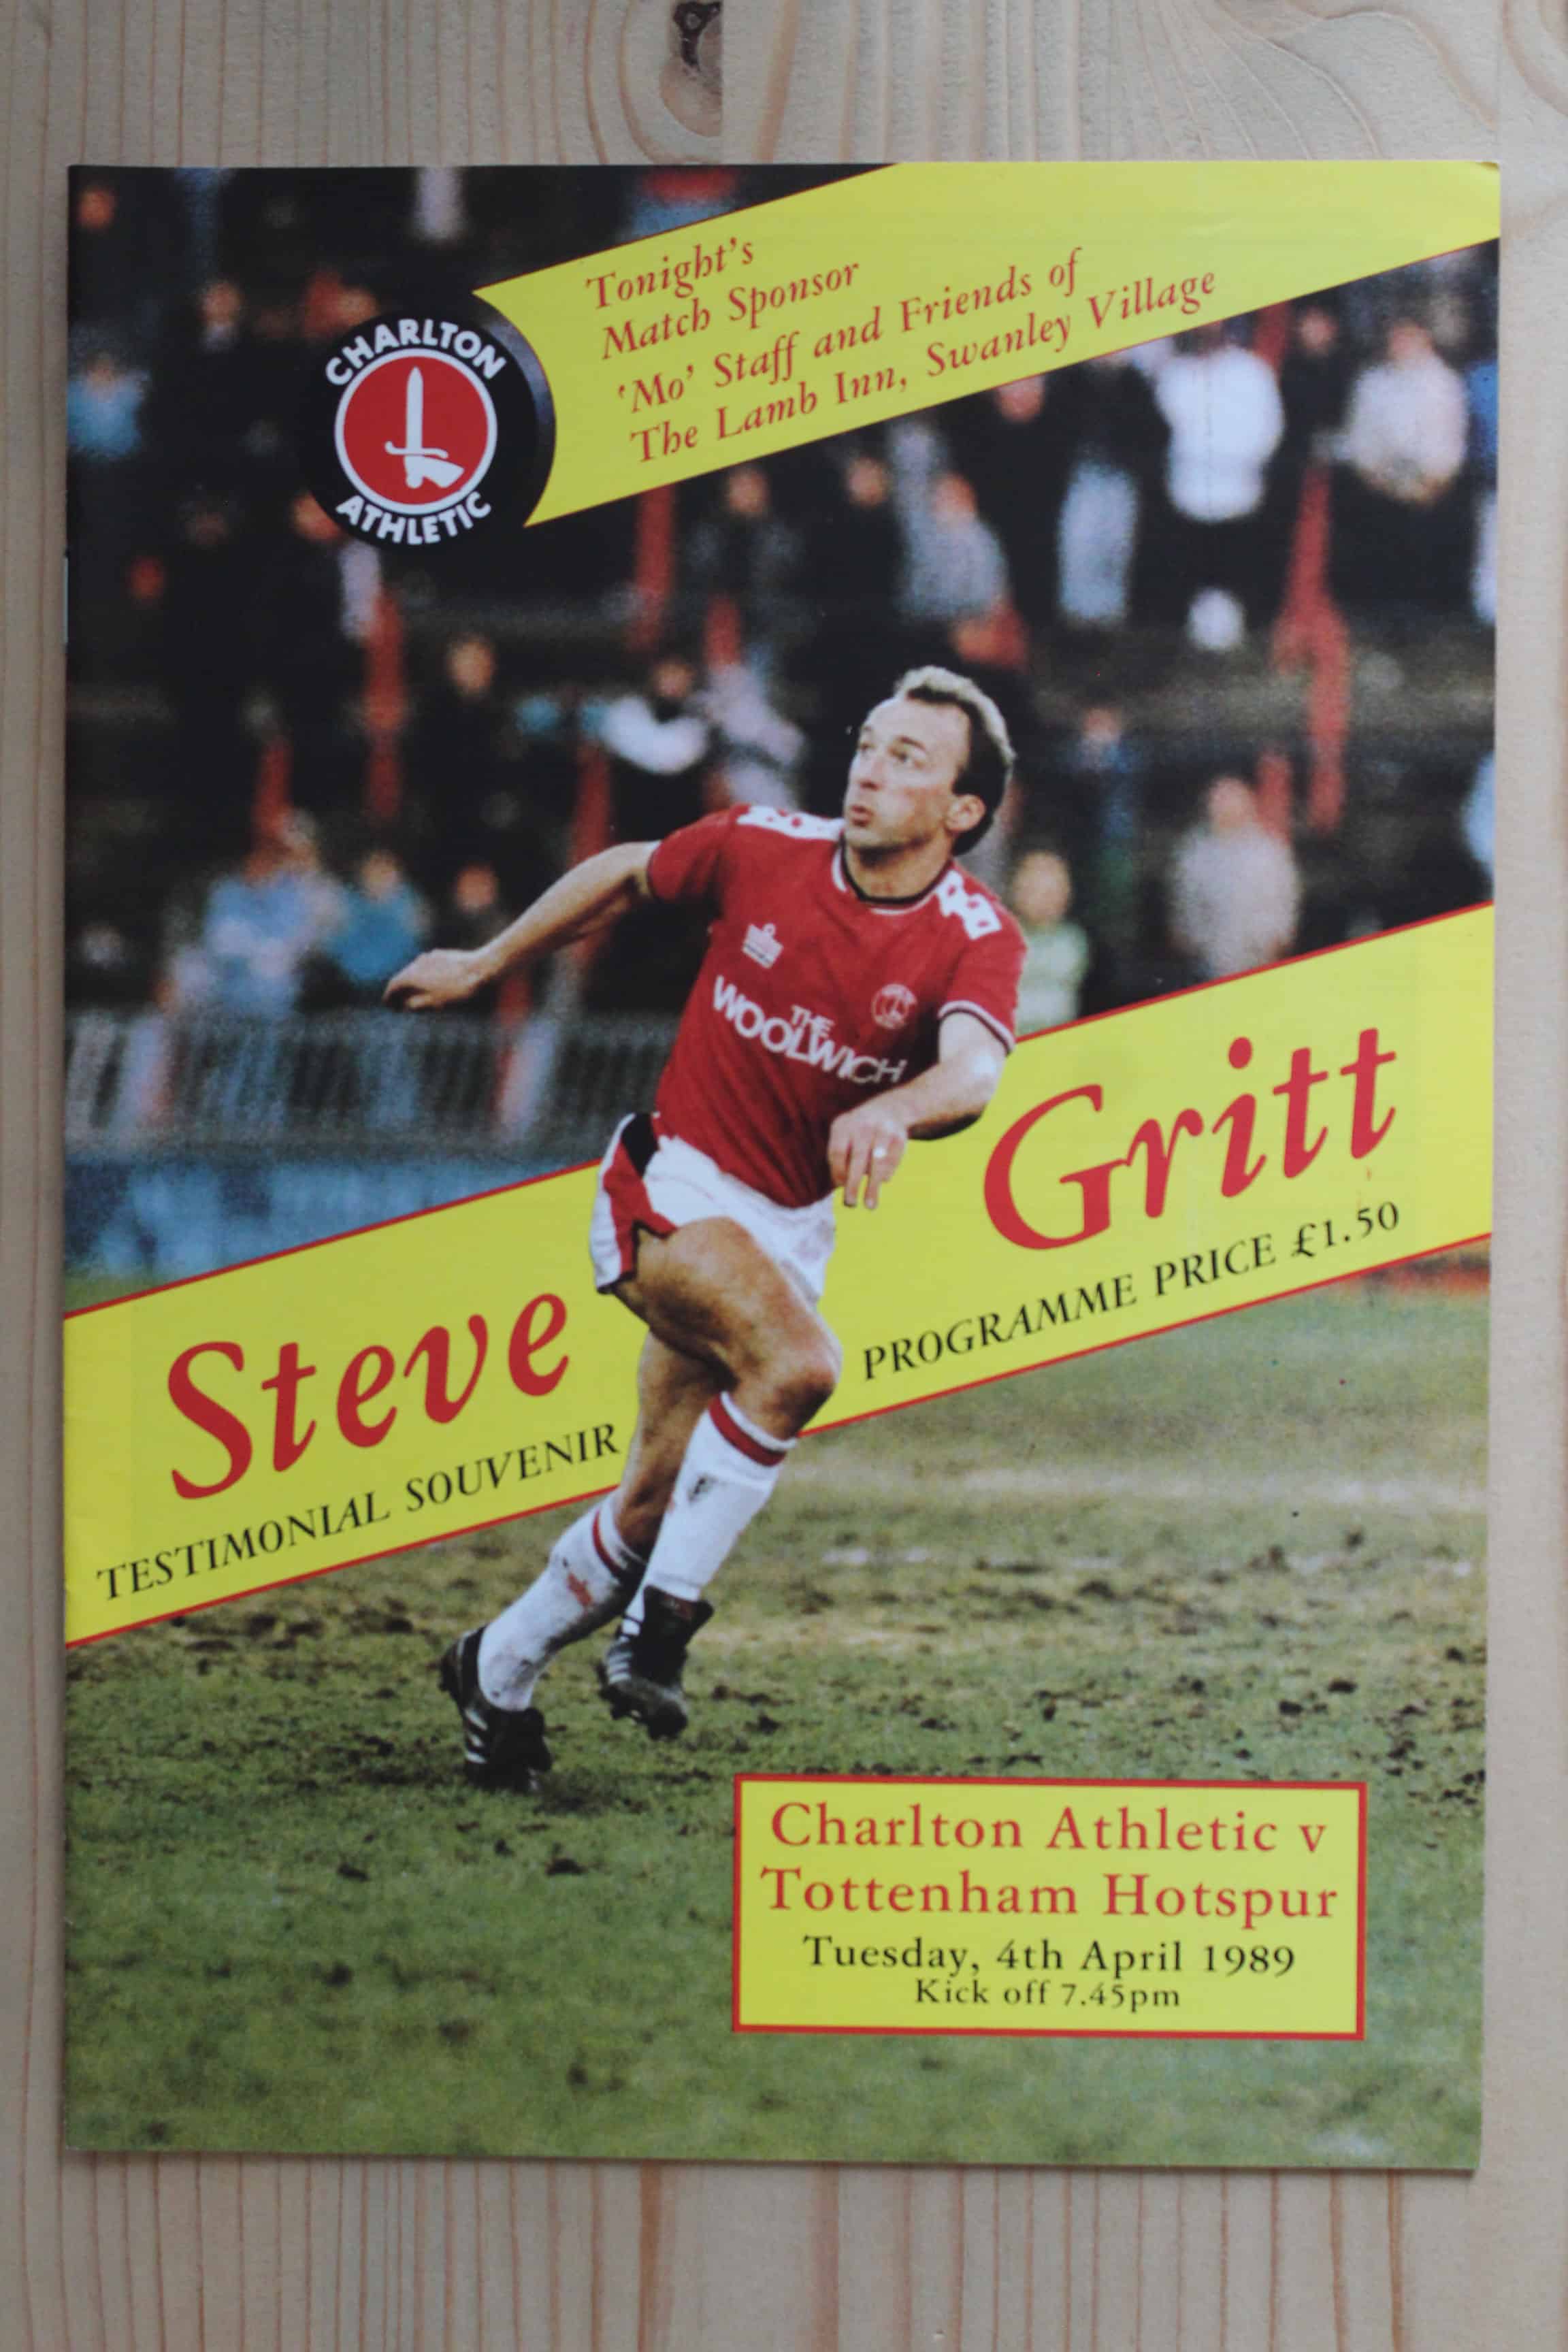 Tonight's
Match Sponsor
'Mo' Staff and Friends of
The Lamb Inn, Swanley Village
CHARLTON
ATHLETIC
THE
WOOLWICH
Steve Gritt
TESTIMONIAL SOUVENIR
PROGRAMME PRICE £1.50
Charlton Athletic v
Tottenham Hotspur
Tuesday, 4th April 1989
Kick off 7.45pm